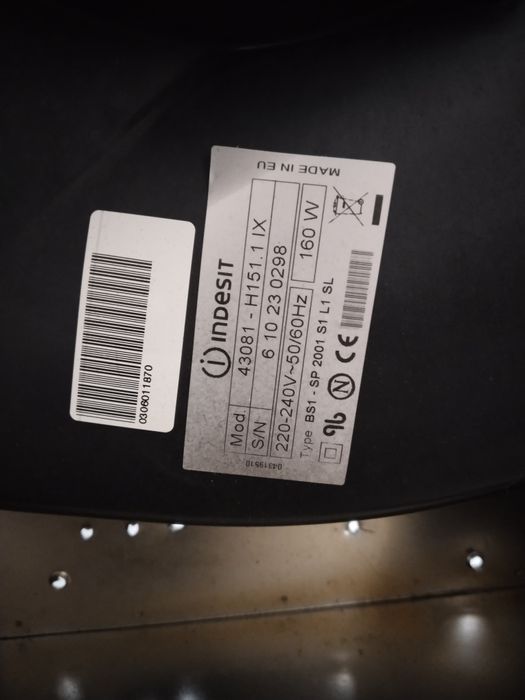 INDESIT
Mod. 43081 - H151.1 IX
S/N 6 10 23 0298
220-240V~50/60Hz 160 W
Type BS1 - SP 2001 S1 L1 SL
N CE
MADE IN EU
04319510
0306011870